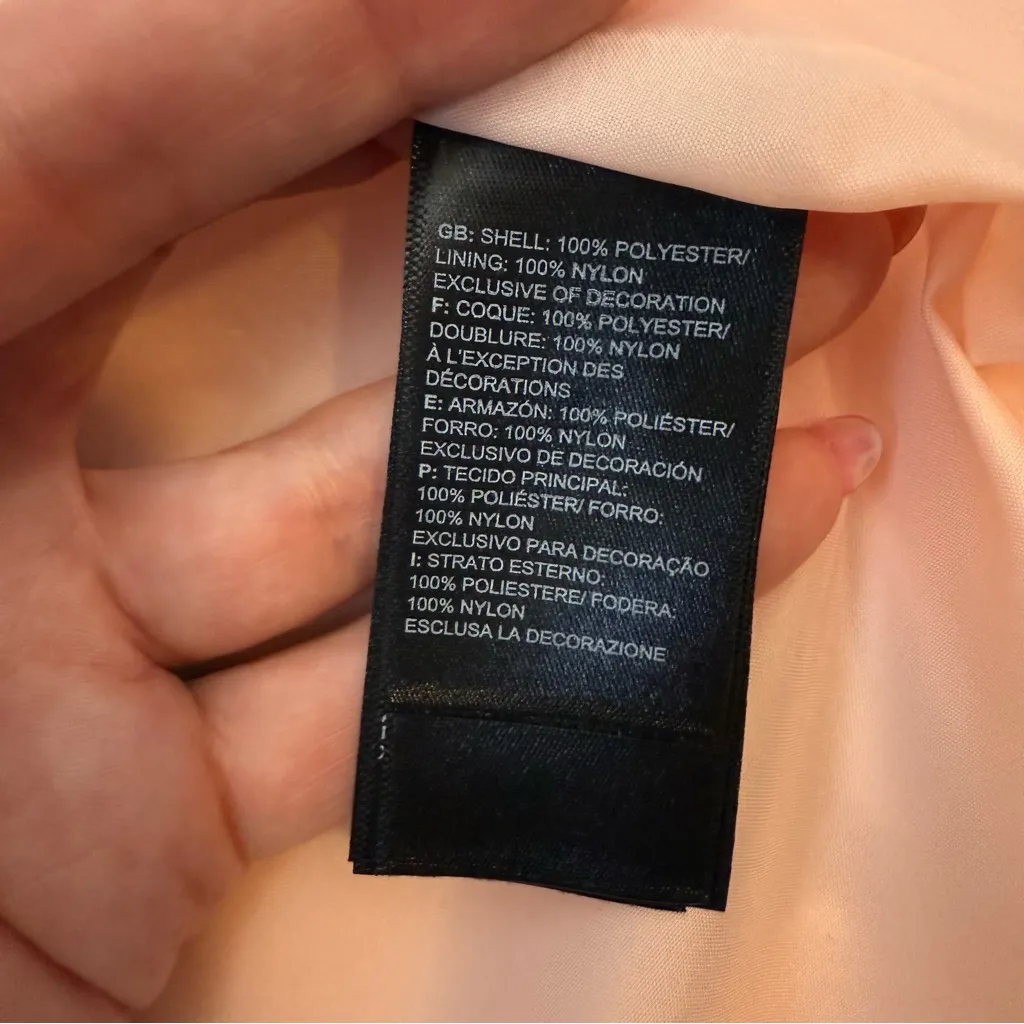 GB: SHELL: 100% POLYESTER/
LINING: 100% NYLON
EXCLUSIVE OF DECORATION
F: COQUE: 100% POLYESTER/
DOUBLURE: 100% NYLON
À L'EXCEPTION DES
DÉCORATIONS
E: ARMAZÓN: 100% POLIÉSTER/
FORRO: 100% NYLON
EXCLUSIVO DE DECORACIÓN
P: TECIDO PRINCIPAL:
100% POLIÉSTER/ FORRO:
100% NYLON
EXCLUSIVO PARA DECORAÇÃO
I: STRATO ESTERNO:
100% POLIESTERE/ FODERA:
100% NYLON
ESCLUSA LA DECORAZIONE